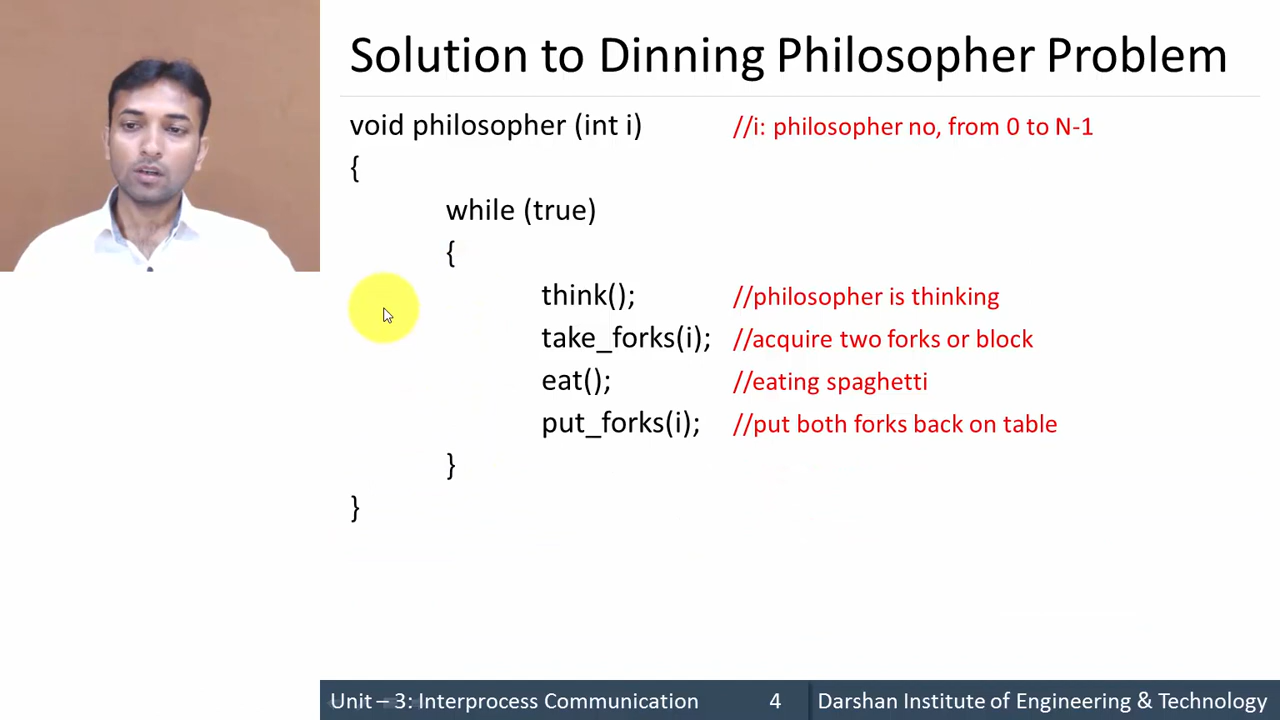 Solution to Dinning Philosopher Problem
void philosopher (int i) //i: philosopher no, from 0 to N-1
{
while (true)
{
think(); //philosopher is thinking
take_forks(i); //acquire two forks or block
eat(); //eating spaghetti
put_forks(i); //put both forks back on table
}
}
Unit – 3: Interprocess Communication 4 Darshan Institute of Engineering & Technology